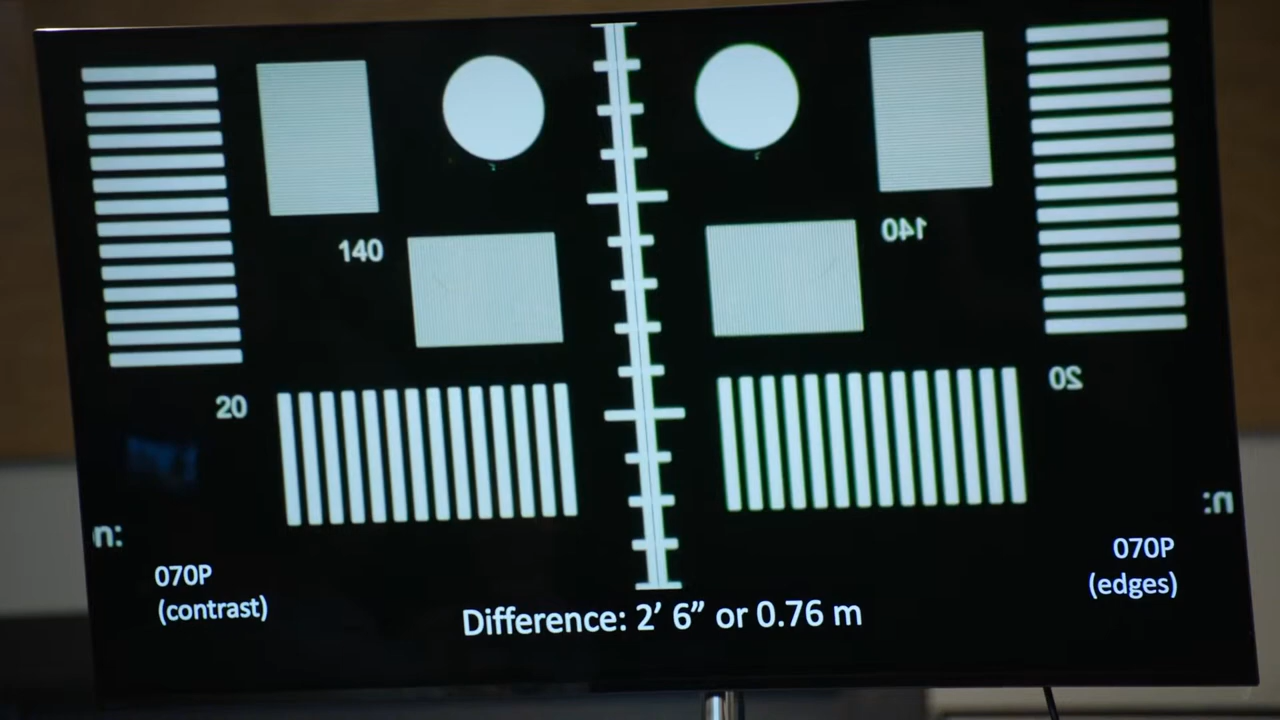 140
140
20
20
n:
n:
070P
(contrast)
070P
(edges)
Difference: 2’ 6” or 0.76 m